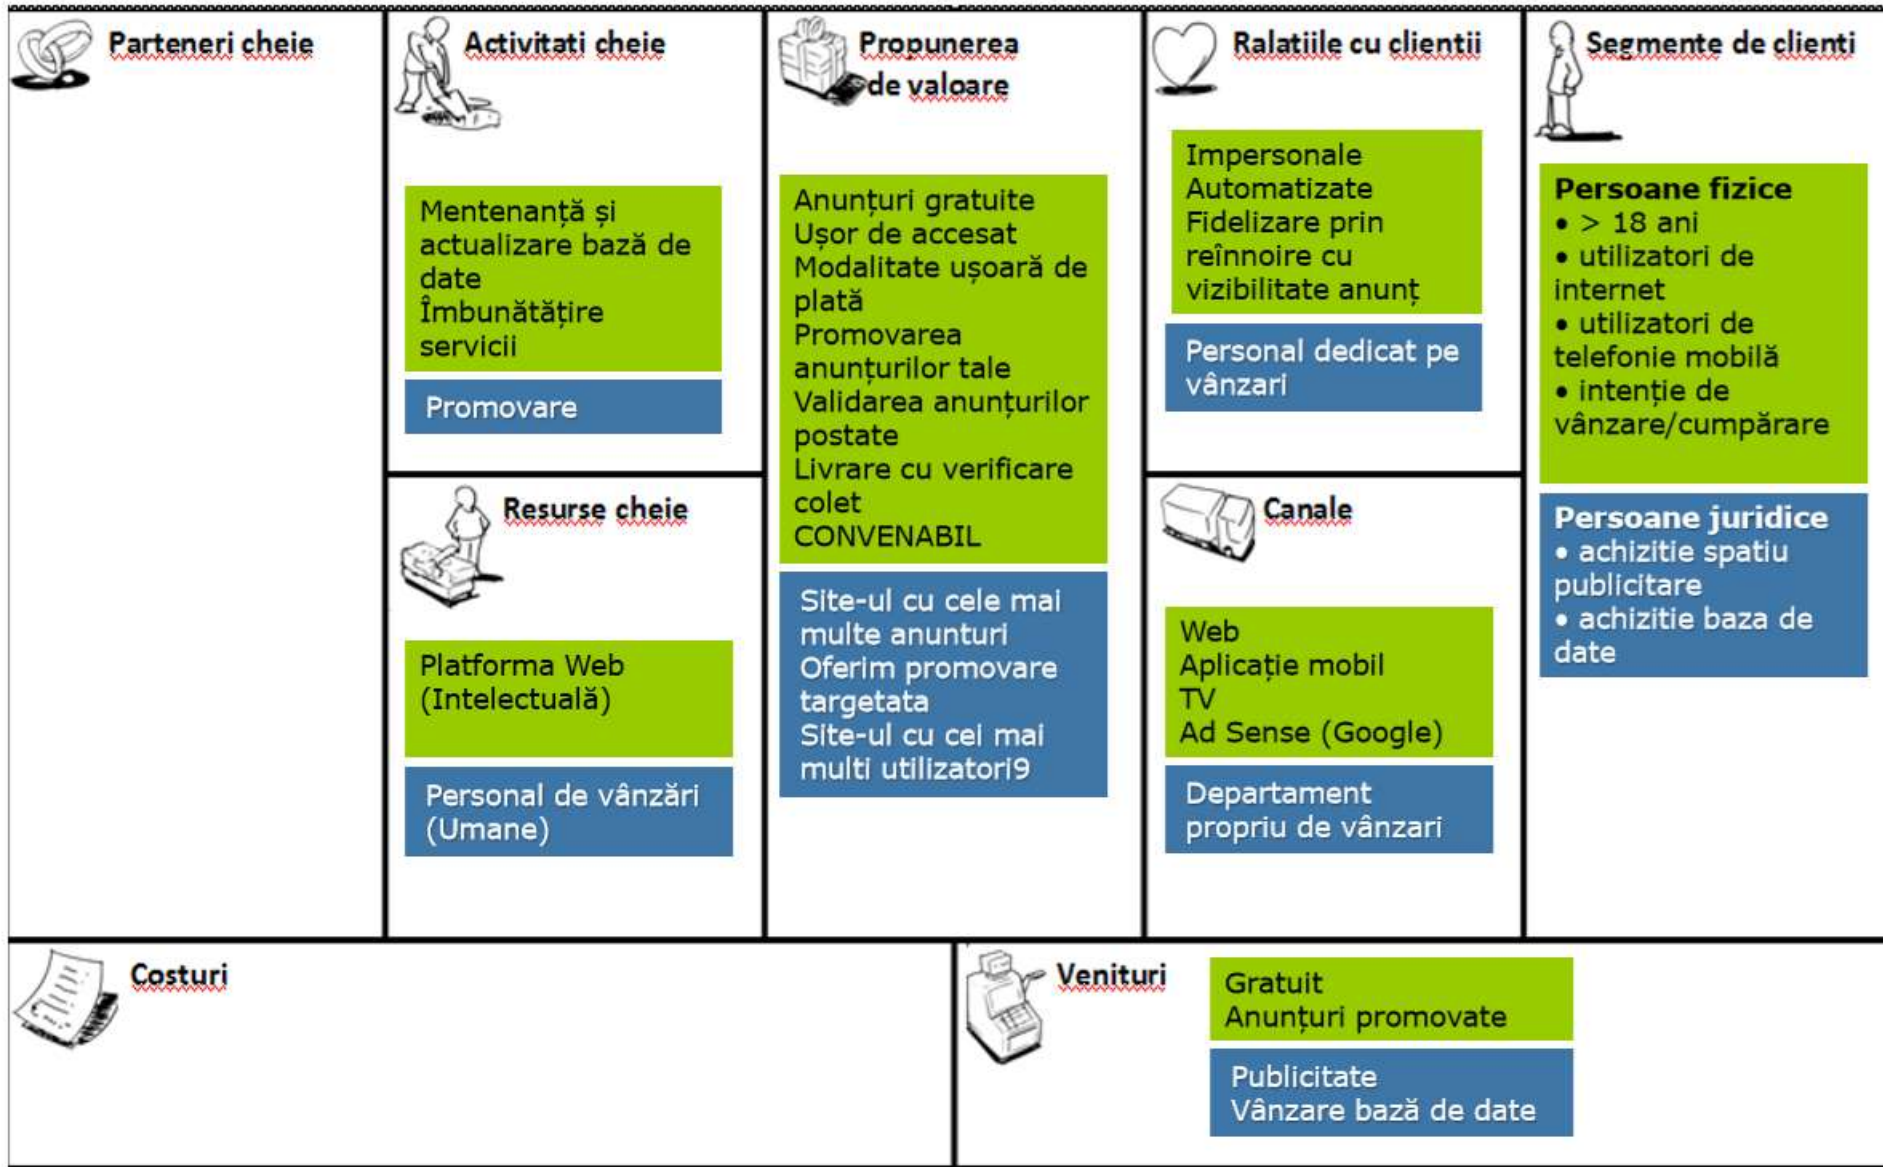 Parteneri cheie
Activitati cheie
Mentenanță și
actualizare bază de
date
Îmbunătățire
servicii
Promovare
Resurse cheie
Platforma Web
(Intelectuală)
Personal de vânzări
(Umane)
Propunerea
de valoare
Anunțuri gratuite
Ușor de accesat
Modalitate ușoară de
plată
Promovarea
anunțurilor tale
Validarea anunțurilor
postate
Livrare cu verificare
colet
CONVENABIL
Site-ul cu cele mai
multe anunturi
Oferim promovare
targetata
Site-ul cu cei mai
multi utilizatori9
Ralatiile cu clientii
Impersonale
Automatizate
Fidelizare prin
reînnoire cu
vizibilitate anunț
Personal dedicat pe
vânzari
Canale
Web
Aplicație mobil
TV
Ad Sense (Google)
Departament
propriu de vânzari
Segmente de clienti
Persoane fizice
• > 18 ani
• utilizatori de
internet
• utilizatori de
telefonie mobilă
• intenție de
vânzare/cumpărare
Persoane juridice
• achizitie spatiu
publicitare
• achizitie baza de
date
Costuri
Venituri
Gratuit
Anunțuri promovate
Publicitate
Vânzare bază de date